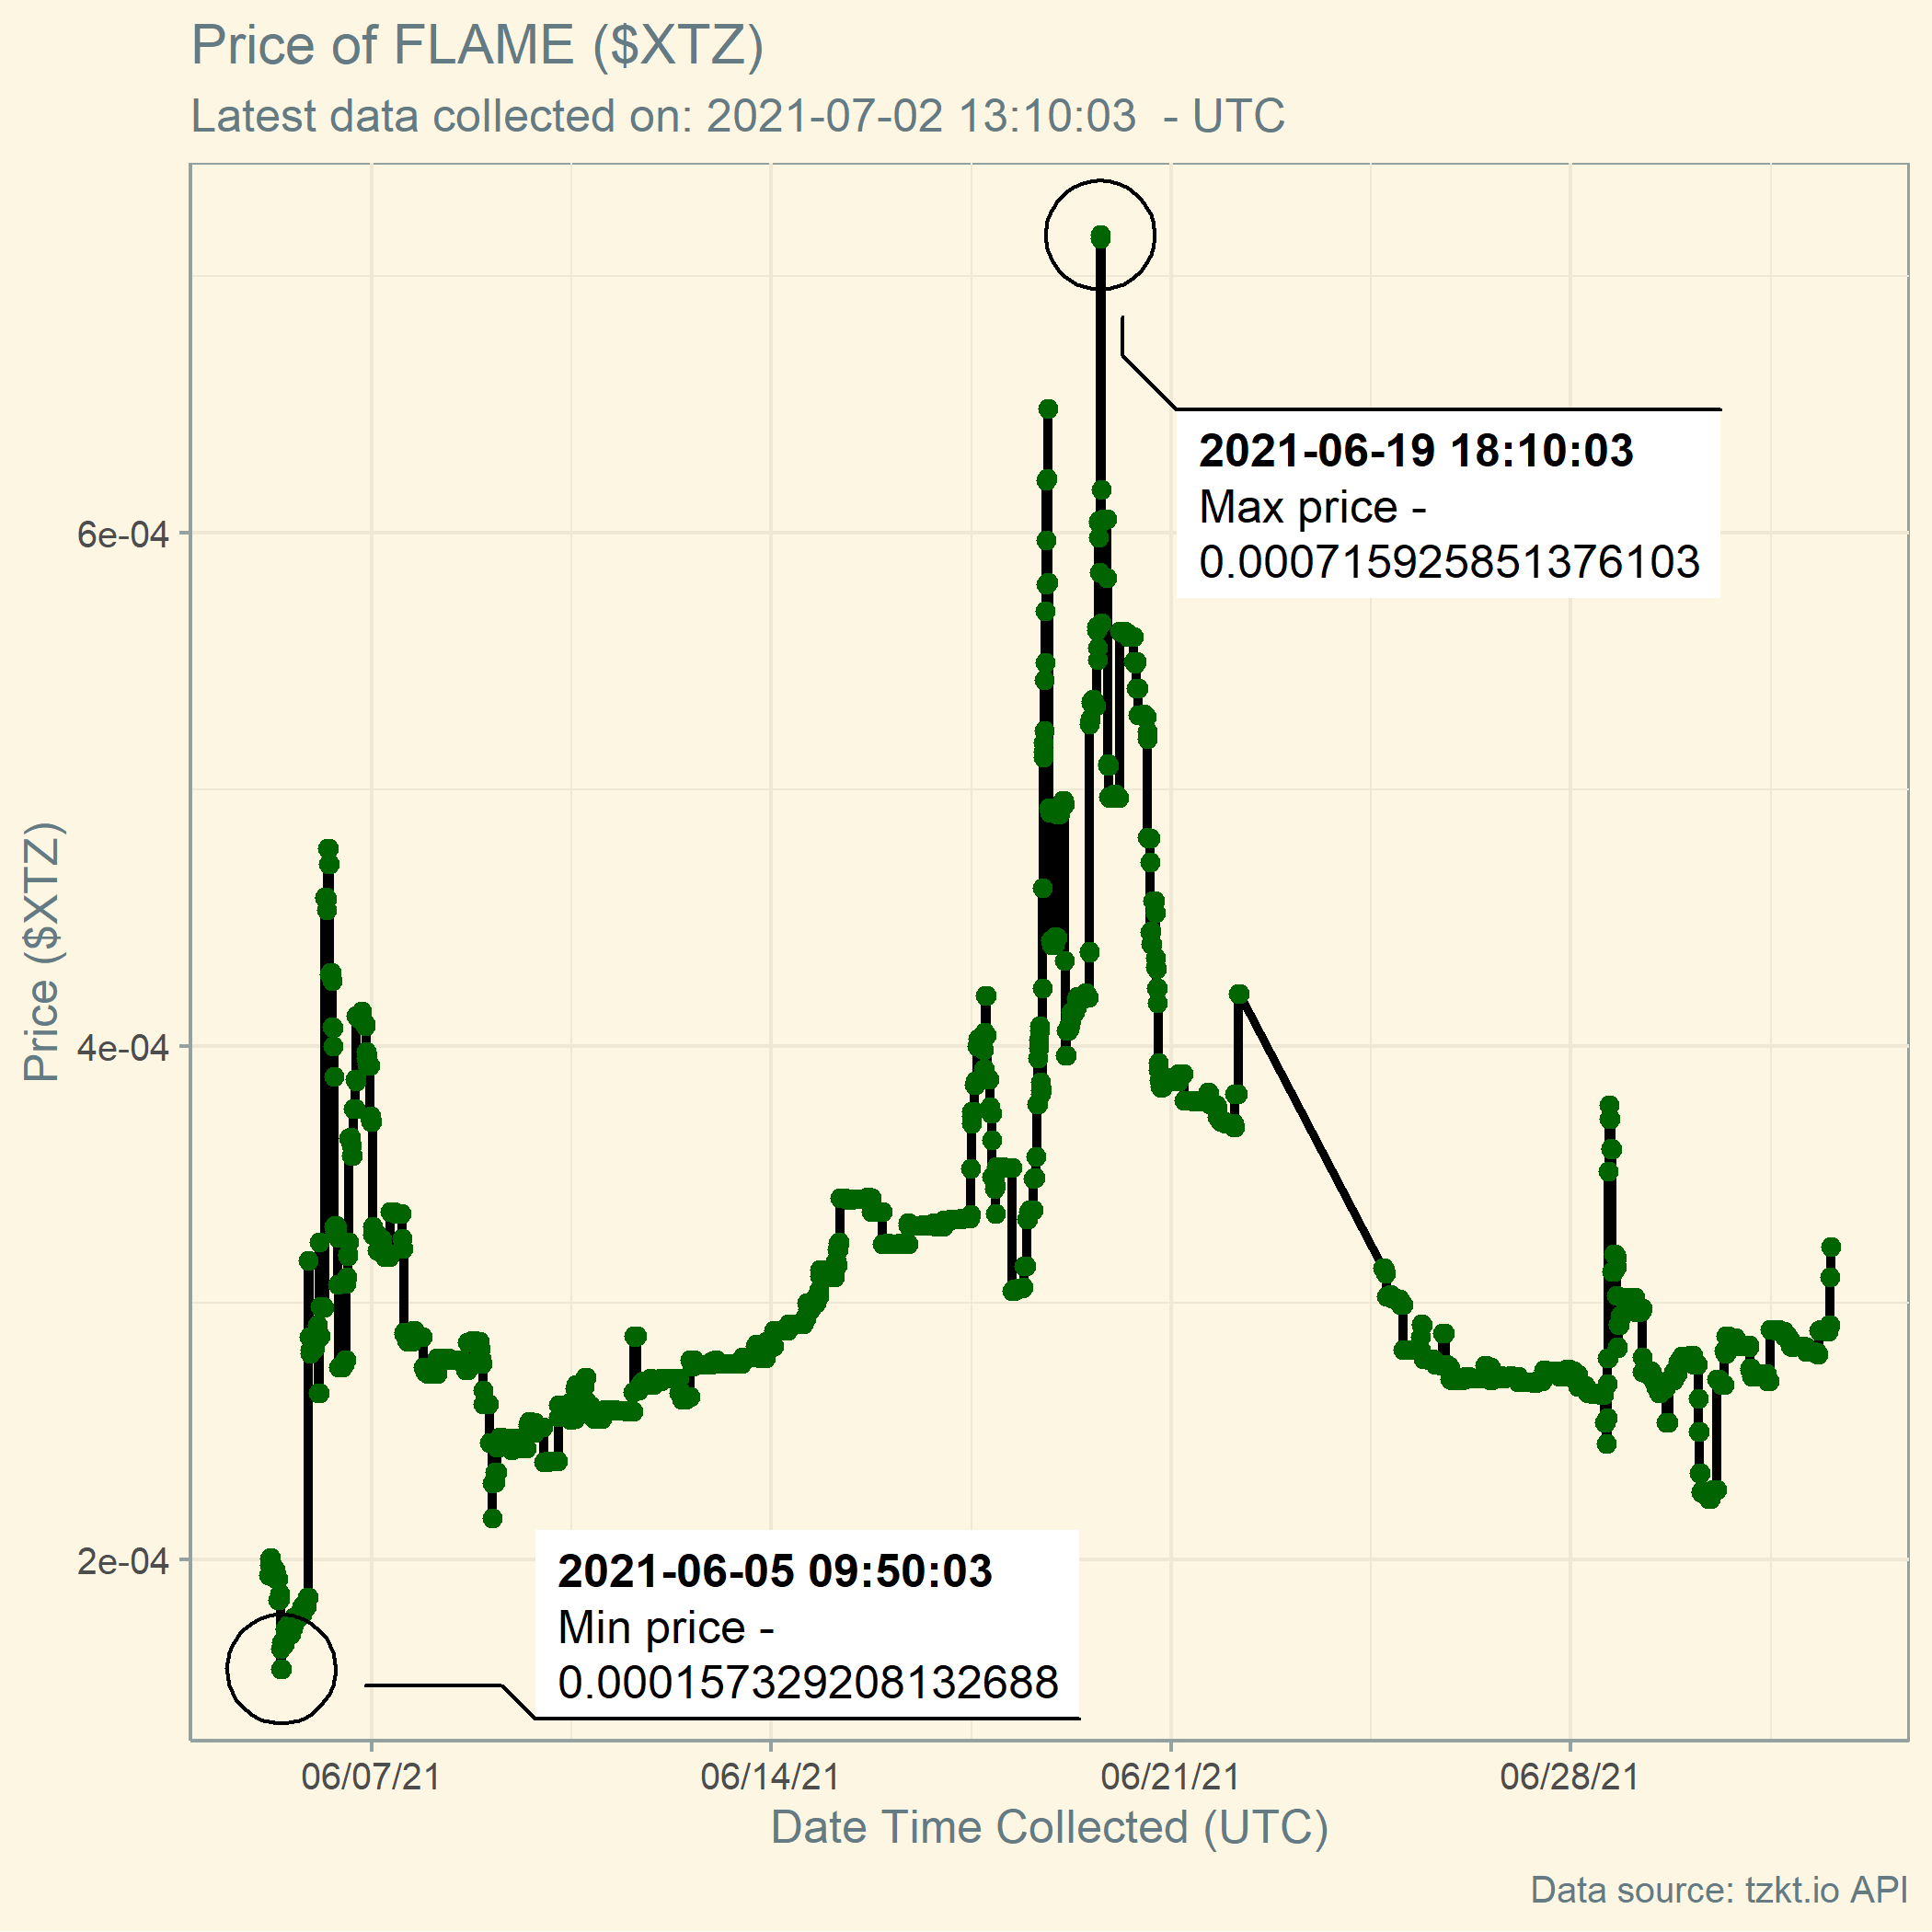 Price of FLAME ($XTZ)
Latest data collected on: 2021-07-02 13:10:03  - UTC
2021-06-19 18:10:03
Max price -
0.000715925851376103
6e-04
Price ($XTZ)
4e-04
2e-04
2021-06-05 09:50:03
Min price -
0.000157329208132688
06/07/21
06/14/21
06/21/21
06/28/21
Date Time Collected (UTC)
Data source: tzkt.io API